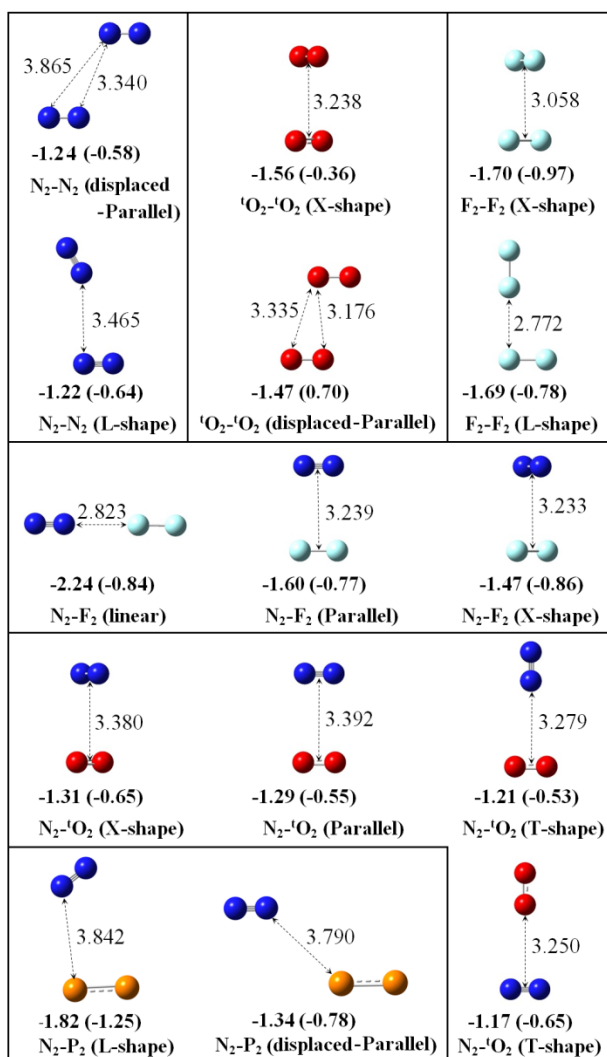 3.865
3.340
-1.24 (-0.58)
N₂-N₂ (displaced
-Parallel)
3.238
-1.56 (-0.36)
ᵗO₂-ᵗO₂ (X-shape)
3.058
-1.70 (-0.97)
F₂-F₂ (X-shape)
3.465
-1.22 (-0.64)
N₂-N₂ (L-shape)
3.335
3.176
-1.47 (0.70)
ᵗO₂-ᵗO₂ (displaced-Parallel)
2.772
-1.69 (-0.78)
F₂-F₂ (L-shape)
2.823
-2.24 (-0.84)
N₂-F₂ (linear)
3.239
-1.60 (-0.77)
N₂-F₂ (Parallel)
3.233
-1.47 (-0.86)
N₂-F₂ (X-shape)
3.380
-1.31 (-0.65)
N₂-ᵗO₂ (X-shape)
3.392
-1.29 (-0.55)
N₂-ᵗO₂ (Parallel)
3.279
-1.21 (-0.53)
N₂-ᵗO₂ (T-shape)
3.842
-1.82 (-1.25)
N₂-P₂ (L-shape)
3.790
-1.34 (-0.78)
N₂-P₂ (displaced-Parallel)
3.250
-1.17 (-0.65)
N₂-ᵗO₂ (T-shape)